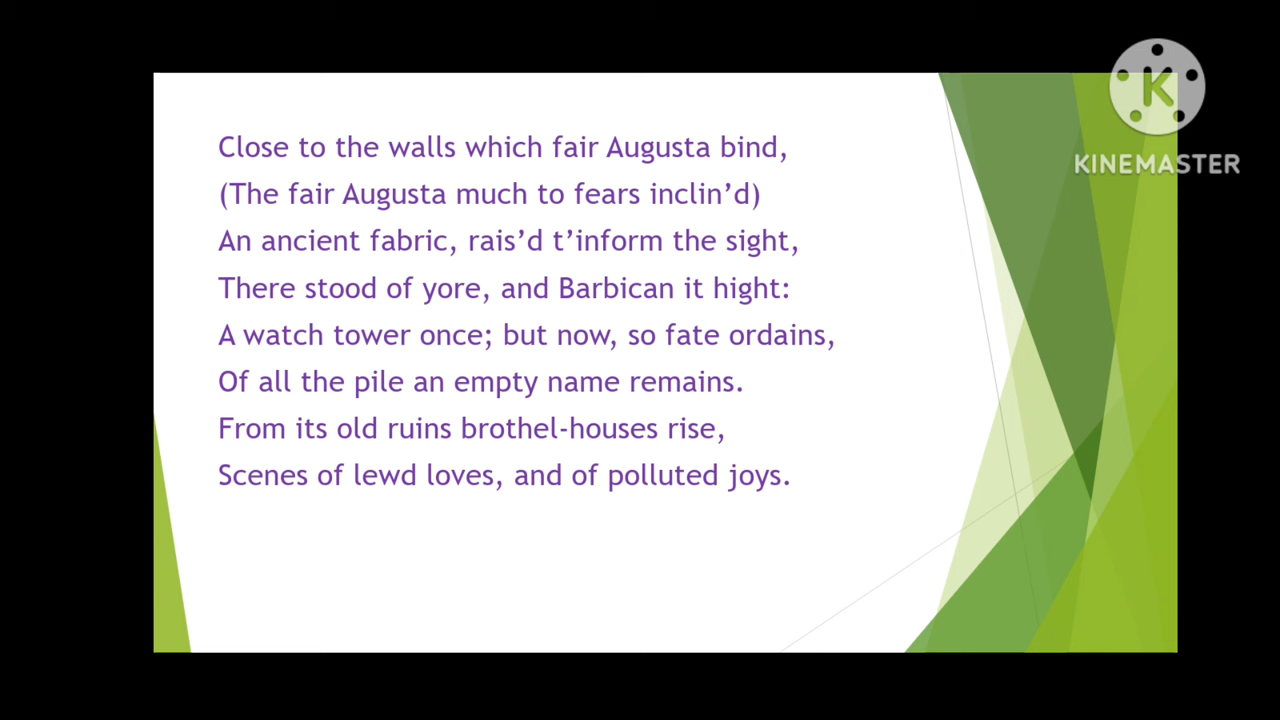 Close to the walls which fair Augusta bind,
(The fair Augusta much to fears inclin’d)
An ancient fabric, rais’d t’inform the sight,
There stood of yore, and Barbican it hight:
A watch tower once; but now, so fate ordains,
Of all the pile an empty name remains.
From its old ruins brothel-houses rise,
Scenes of lewd loves, and of polluted joys.
K
KINEMASTER